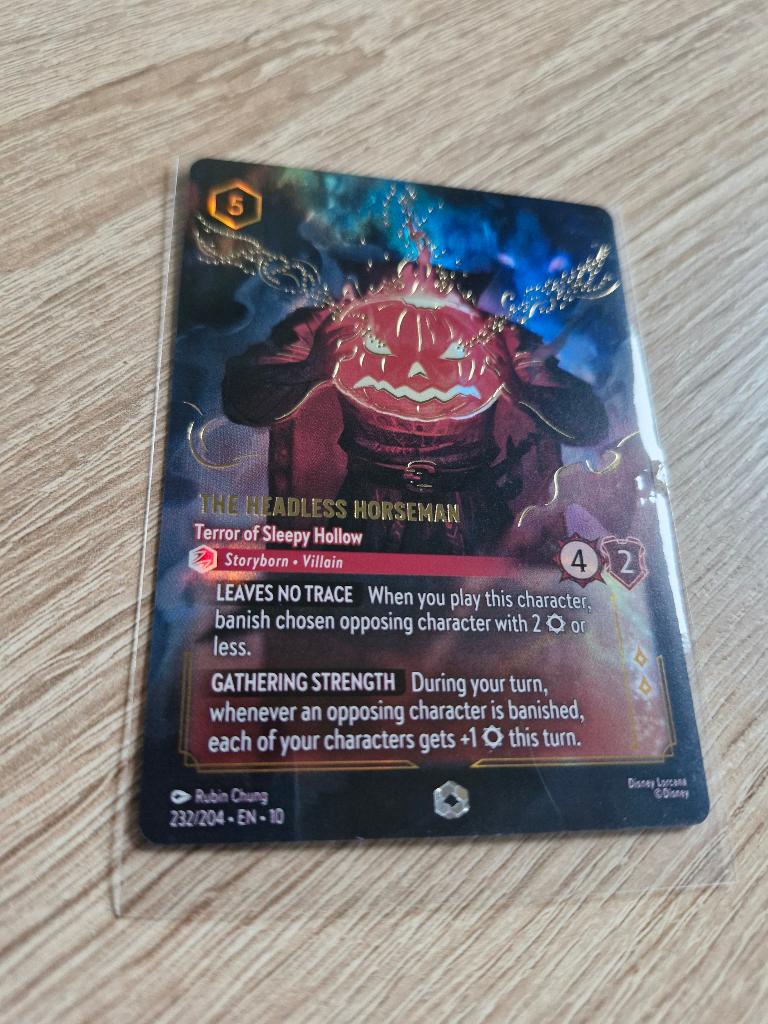 5
THE HEADLESS HORSEMAN
Terror of Sleepy Hollow
Storyborn • Villain
4 2
LEAVES NO TRACE When you play this character,
banish chosen opposing character with 2 or
less.
GATHERING STRENGTH During your turn,
whenever an opposing character is banished,
each of your characters gets +1 this turn.
Rubin Chung
232/204 • EN • 10
Disney Lorcana
©Disney